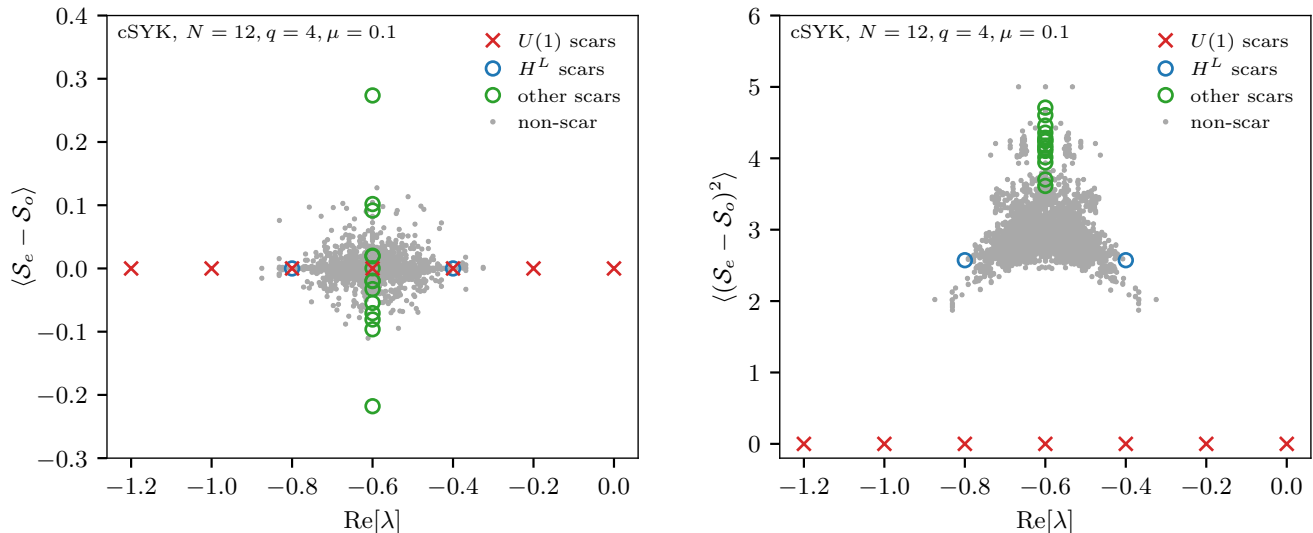 cSYK, N = 12, q = 4, μ = 0.1
U(1) scars
H^L scars
other scars
non-scar
0.4
0.3
0.2
0.1
0.0
−0.1
−0.2
−0.3
⟨S_e − S_o⟩
−1.2 −1.0 −0.8 −0.6 −0.4 −0.2 0.0
Re[λ]
cSYK, N = 12, q = 4, μ = 0.1
U(1) scars
H^L scars
other scars
non-scar
6
5
4
3
2
1
0
⟨(S_e − S_o)^2⟩
−1.2 −1.0 −0.8 −0.6 −0.4 −0.2 0.0
Re[λ]